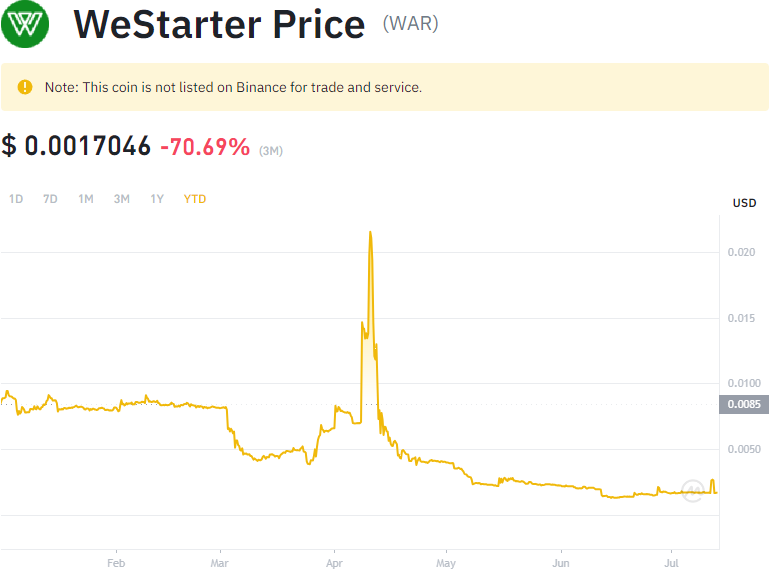 WeStarter Price (WAR)
Note: This coin is not listed on Binance for trade and service.
$ 0.0017046 -70.69% (3M)
1D 7D 1M 3M 1Y YTD
USD
0.020
0.015
0.0100
0.0085
0.0050
Feb Mar Apr May Jun Jul